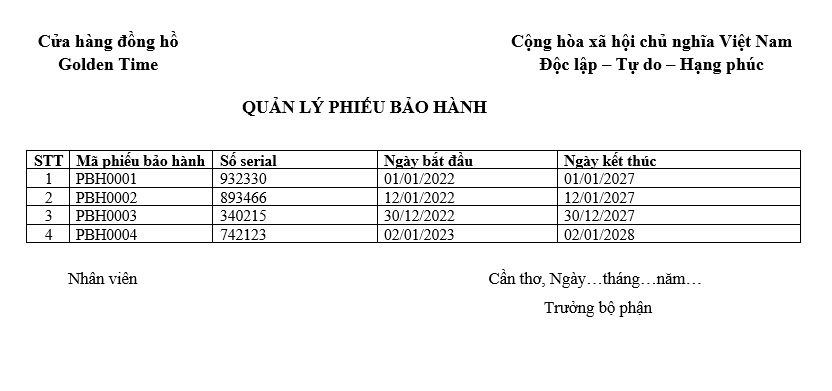 Cửa hàng đồng hồ
Golden Time
Cộng hòa xã hội chủ nghĩa Việt Nam
Độc lập – Tự do – Hạng phúc
QUẢN LÝ PHIẾU BẢO HÀNH
STT Mã phiếu bảo hành Số serial Ngày bắt đầu Ngày kết thúc
1 PBH0001 932330 01/01/2022 01/01/2027
2 PBH0002 893466 12/01/2022 12/01/2027
3 PBH0003 340215 30/12/2022 30/12/2027
4 PBH0004 742123 02/01/2023 02/01/2028
Nhân viên
Cần thơ, Ngày…tháng…năm…
Trưởng bộ phận